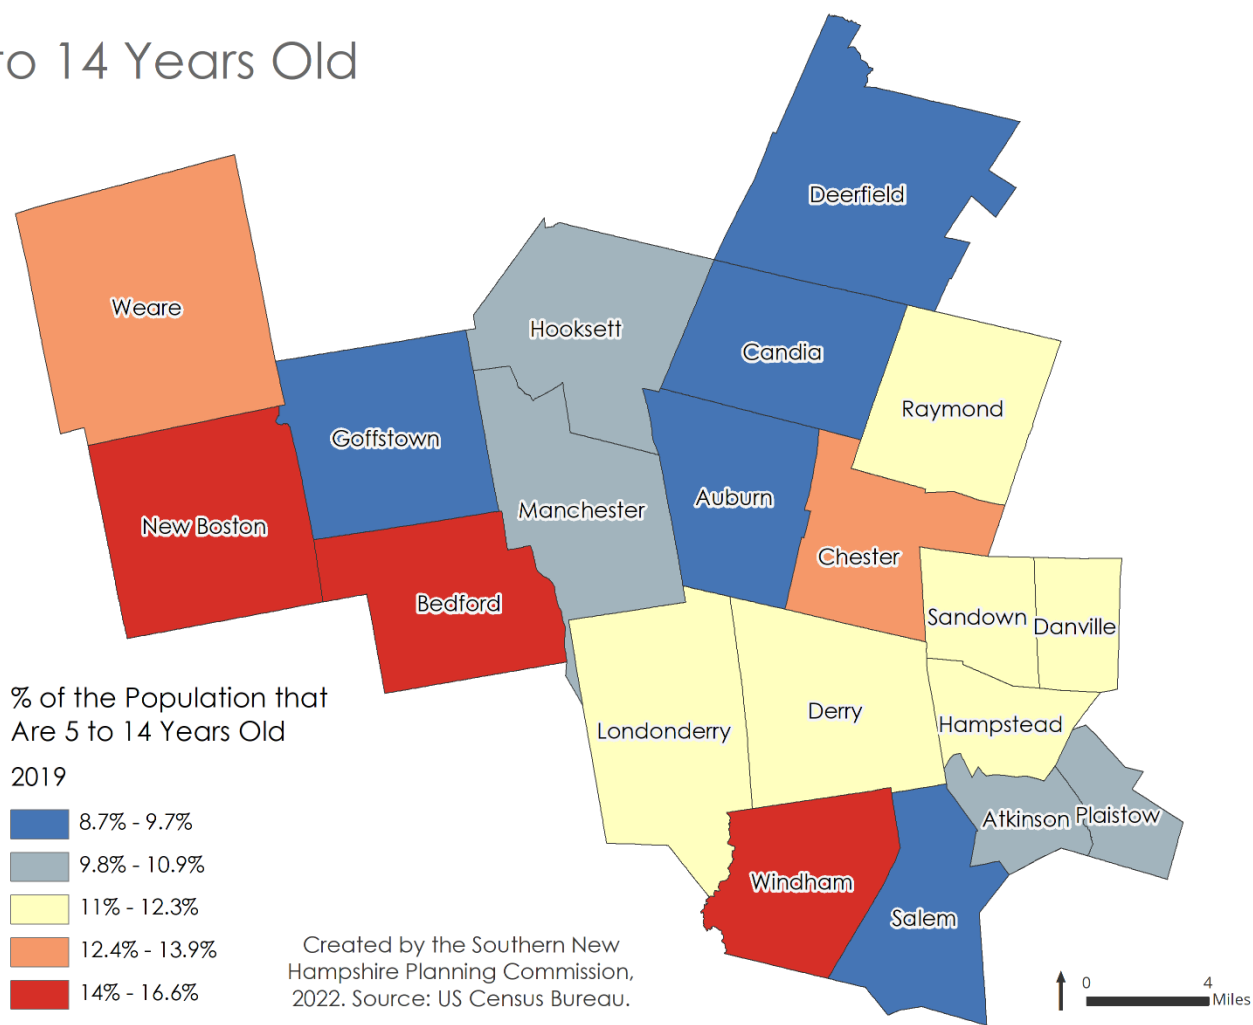 to 14 Years Old
Deerfield
Weare
Hooksett
Candia
Raymond
Goffstown
Auburn
Manchester
New Boston
Chester
Bedford
Sandown
Danville
Derry
Hampstead
Londonderry
Atkinson
Plaistow
Windham
Salem
% of the Population that
Are 5 to 14 Years Old
2019
8.7% - 9.7%
9.8% - 10.9%
11% - 12.3%
12.4% - 13.9%
14% - 16.6%
Created by the Southern New
Hampshire Planning Commission,
2022. Source: US Census Bureau.
0 4
Miles